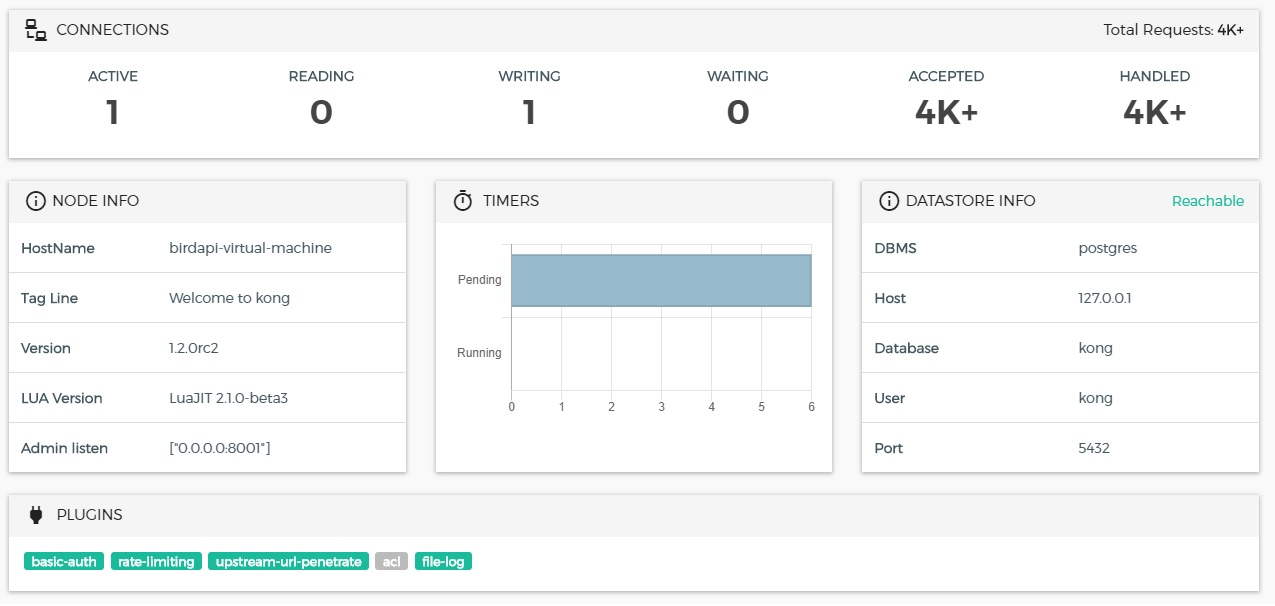 CONNECTIONS Total Requests: 4K+
ACTIVE READING WRITING WAITING ACCEPTED HANDLED
1 0 1 0 4K+ 4K+
NODE INFO
HostName birdapi-virtual-machine
Tag Line Welcome to kong
Version 1.2.0rc2
LUA Version LuaJIT 2.1.0-beta3
Admin listen ["0.0.0.0:8001"]
TIMERS
Pending
Running
0 1 2 3 4 5 6
DATASTORE INFO Reachable
DBMS postgres
Host 127.0.0.1
Database kong
User kong
Port 5432
PLUGINS
basic-auth rate-limiting upstream-url-penetrate acl file-log